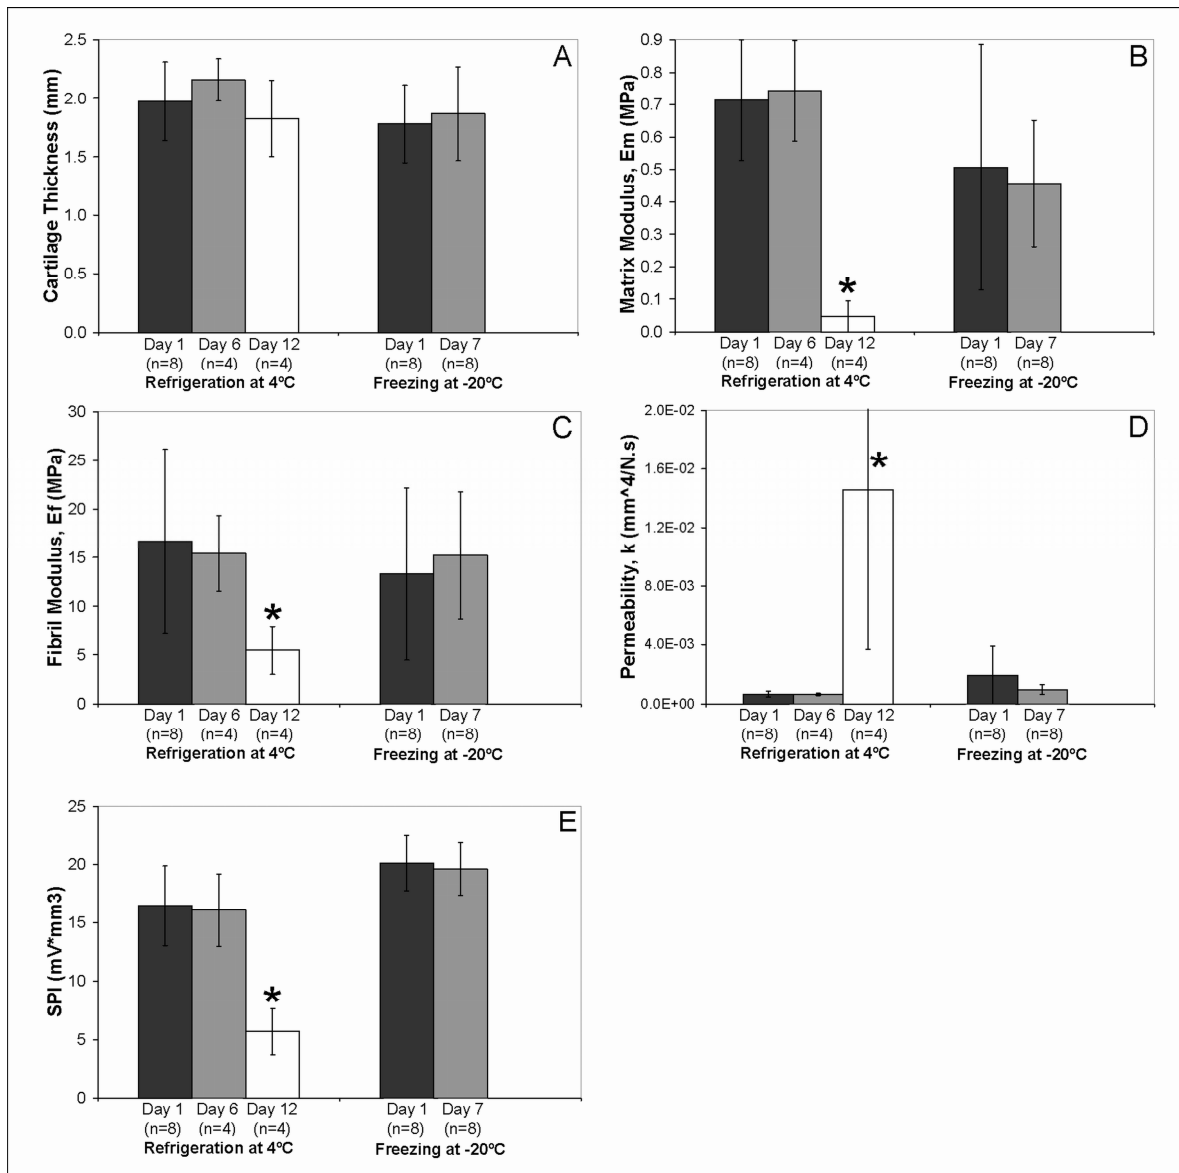 A
Cartilage Thickness (mm)
2.5
2.0
1.5
1.0
0.5
0.0
Day 1 Day 6 Day 12 Day 1 Day 7
(n=8) (n=4) (n=4) (n=8) (n=8)
Refrigeration at 4ºC Freezing at -20ºC
B
Matrix Modulus, Em (MPa)
0.9
0.8
0.7
0.6
0.5
0.4
0.3
0.2
0.1
0.0
*
Day 1 Day 6 Day 12 Day 1 Day 7
(n=8) (n=4) (n=4) (n=8) (n=8)
Refrigeration at 4ºC Freezing at -20ºC
C
Fibril Modulus, Ef (MPa)
30
25
20
15
10
5
0
*
Day 1 Day 6 Day 12 Day 1 Day 7
(n=8) (n=4) (n=4) (n=8) (n=8)
Refrigeration at 4ºC Freezing at -20ºC
D
Permeability, k (mm^4/N.s)
2.0E-02
1.6E-02
1.2E-02
8.0E-03
4.0E-03
0.0E+00
*
Day 1 Day 6 Day 12 Day 1 Day 7
(n=8) (n=4) (n=4) (n=8) (n=8)
Refrigeration at 4ºC Freezing at -20ºC
E
SPI (mV*mm3)
25
20
15
10
5
0
*
Day 1 Day 6 Day 12 Day 1 Day 7
(n=8) (n=4) (n=4) (n=8) (n=8)
Refrigeration at 4ºC Freezing at -20ºC